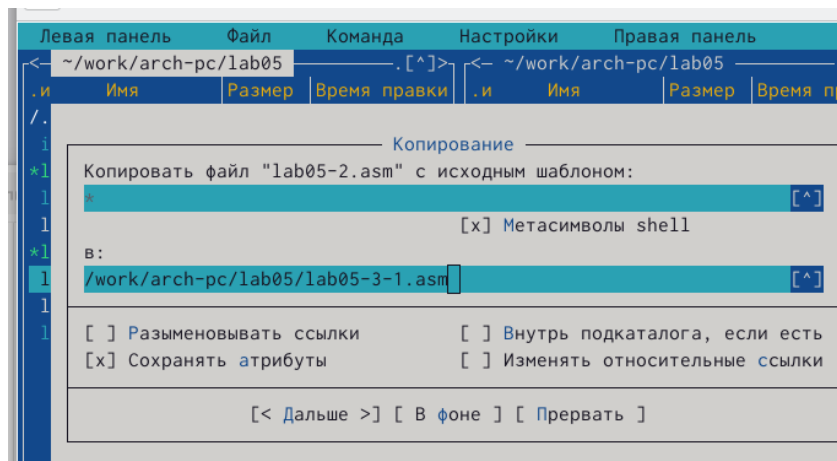 Левая панель Файл Команда Настройки Правая панель
<— ~/work/arch-pc/lab05 .[^]> <— ~/work/arch-pc/lab05
.и Имя Размер Время правки .и Имя Размер Время п
/.
i
Копирование
*l Копировать файл "lab05-2.asm" с исходным шаблоном:
l * [^]
l [x] Метасимволы shell
*l в:
l /work/arch-pc/lab05/lab05-3-1.asm [^]
l
l [ ] Разыменовывать ссылки [ ] Внутрь подкаталога, если есть
[x] Сохранять атрибуты [ ] Изменять относительные ссылки
[< Дальше >] [ В фоне ] [ Прервать ]